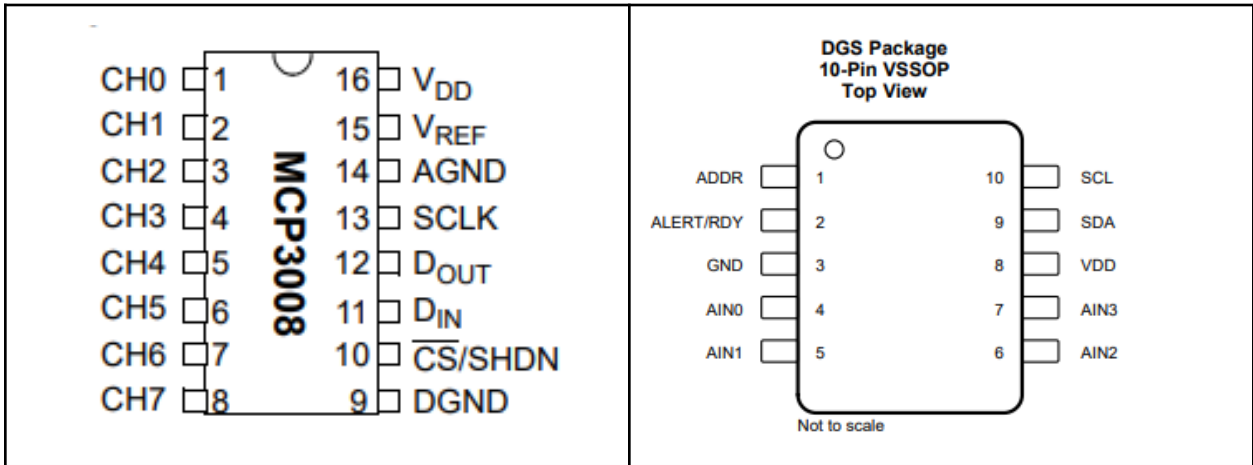 CH0 1 16 VDD
CH1 2 15 VREF
CH2 3 14 AGND
CH3 4 13 SCLK
CH4 5 12 DOUT
CH5 6 11 DIN
CH6 7 10 C̅S̅/SHDN
CH7 8 9 DGND
MCP3008
DGS Package
10-Pin VSSOP
Top View
ADDR 1 10 SCL
ALERT/RDY 2 9 SDA
GND 3 8 VDD
AIN0 4 7 AIN3
AIN1 5 6 AIN2
Not to scale